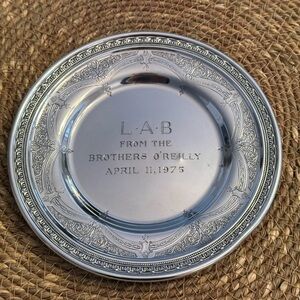 L·A·B
FROM THE
BROTHERS O'REILLY
APRIL 11, 1975